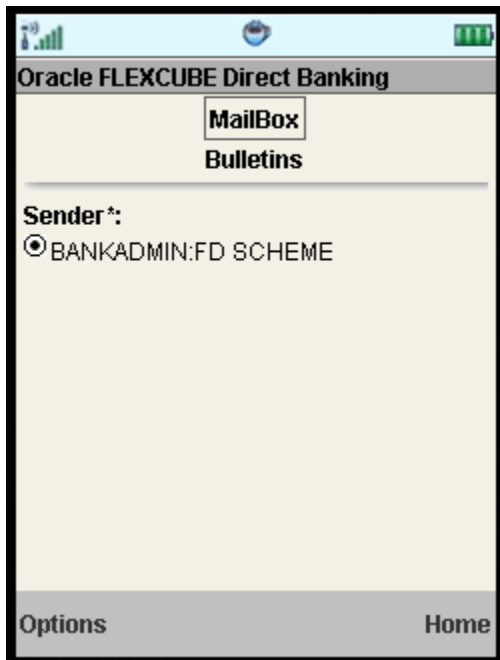 Oracle FLEXCUBE Direct Banking
MailBox
Bulletins
Sender*:
BANKADMIN:FD SCHEME
Options Home